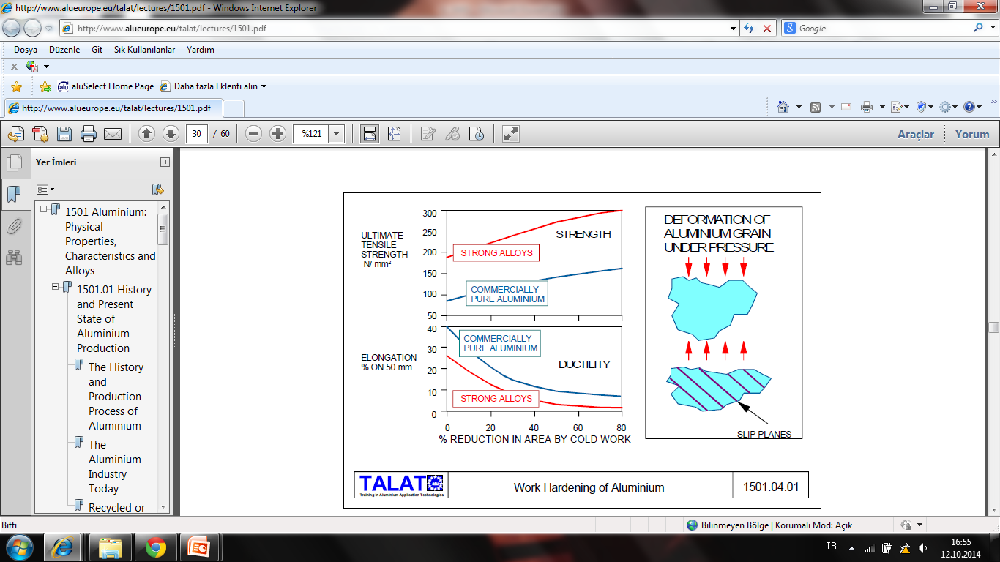 http://www.alueurope.eu/talat/lectures/1501.pdf - Windows Internet Explorer
http://www.alueurope.eu/talat/lectures/1501.pdf
Google
Dosya Düzenle Git Sık Kullanılanlar Yardım
aluSelect Home Page Daha fazla Eklenti alın
http://www.alueurope.eu/talat/lectures/1501.pdf
30 / 60 %121 Araçlar Yorum
Yer İmleri
1501 Aluminium:
Physical
Properties,
Characteristics and
Alloys
1501.01 History
and Present
State of
Aluminium
Production
The History
and
Production
Process of
Aluminium
The
Aluminium
Industry
Today
Recycled or
ULTIMATE
TENSILE
STRENGTH
N/ mm²
300
250
200
150
100
50
STRENGTH
STRONG ALLOYS
COMMERCIALLY
PURE ALUMINIUM
ELONGATION
% ON 50 mm
40
30
20
10
0
COMMERCIALLY
PURE ALUMINIUM
DUCTILITY
STRONG ALLOYS
0 20 40 60 80
% REDUCTION IN AREA BY COLD WORK
DEFORMATION OF
ALUMINIUM GRAIN
UNDER PRESSURE
SLIP PLANES
TALAT
Training in Aluminium Application Technologies
Work Hardening of Aluminium
1501.04.01
Bitti
Bilinmeyen Bölge | Korumalı Mod: Açık
TR
16:55
12.10.2014